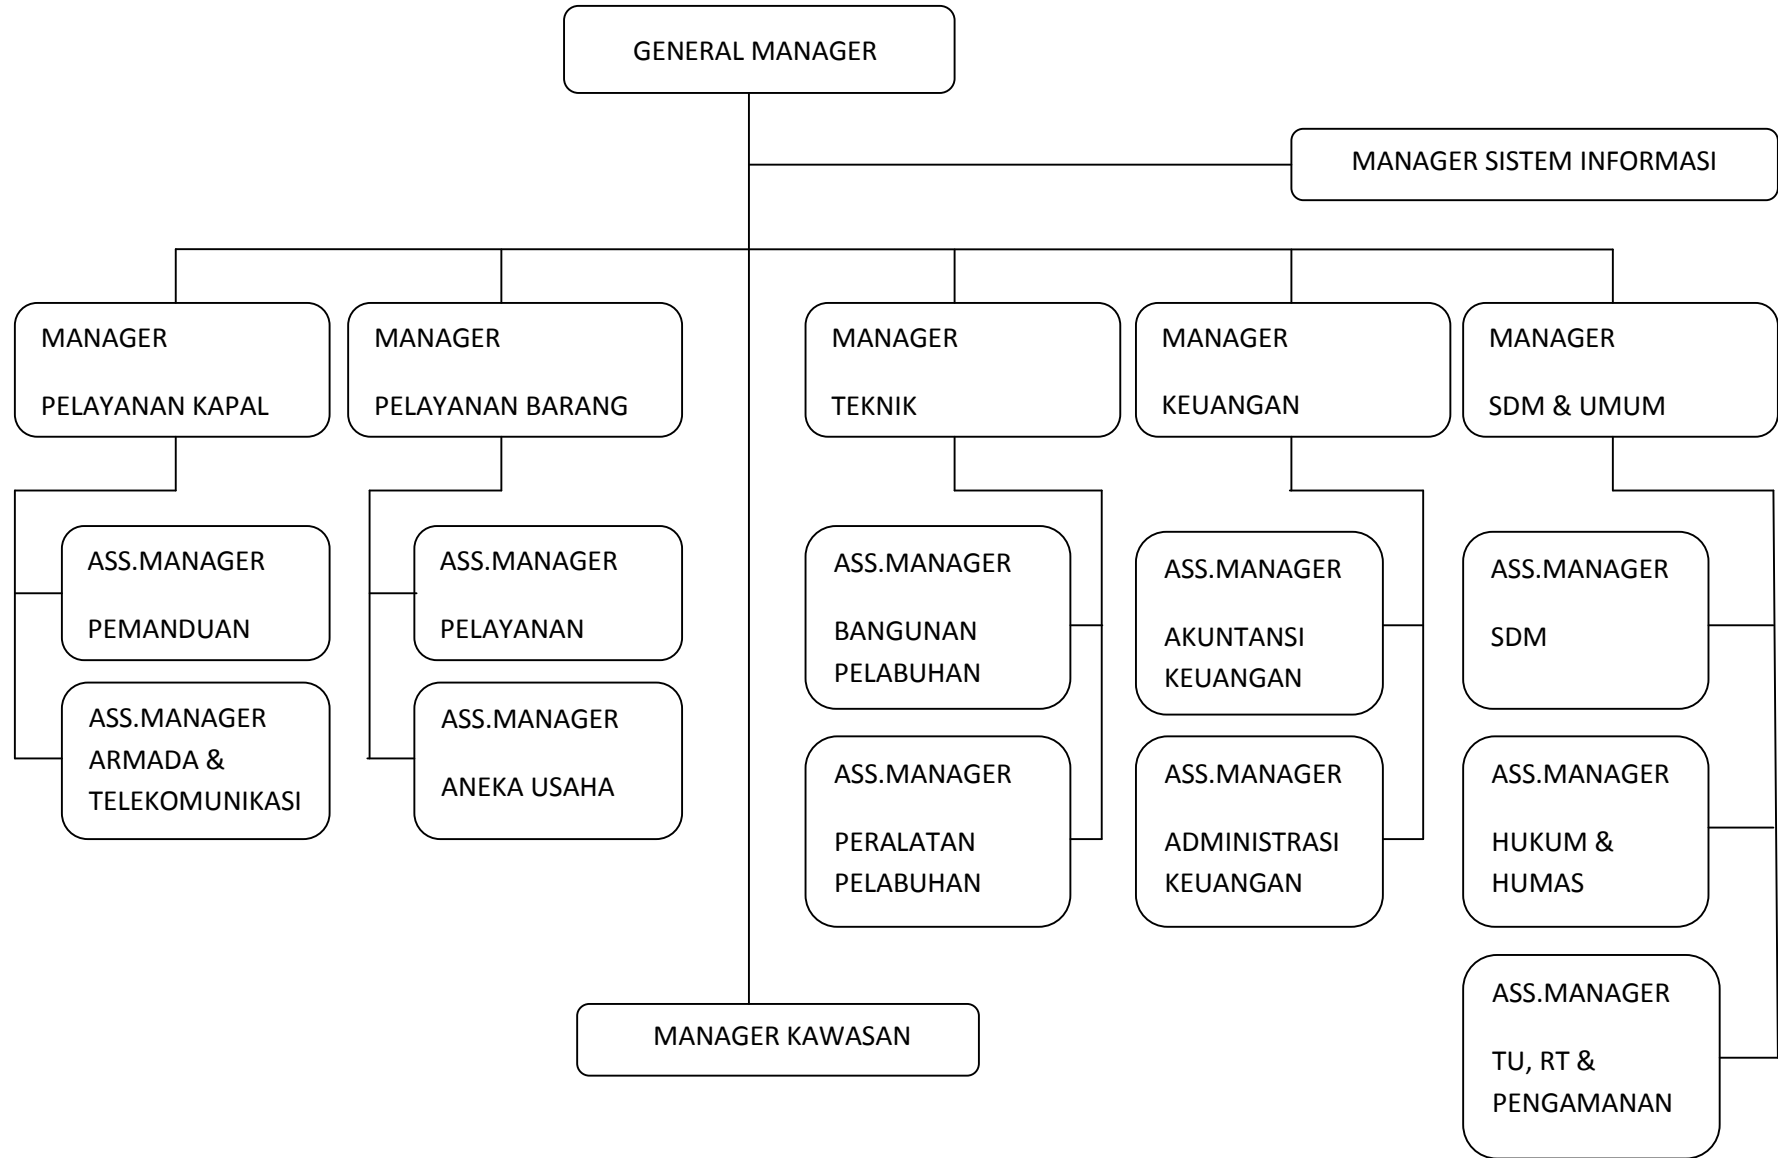 GENERAL MANAGER
MANAGER SISTEM INFORMASI
MANAGER
PELAYANAN KAPAL
MANAGER
PELAYANAN BARANG
MANAGER
TEKNIK
MANAGER
KEUANGAN
MANAGER
SDM & UMUM
ASS.MANAGER
PEMANDUAN
ASS.MANAGER
ARMADA &
TELEKOMUNIKASI
ASS.MANAGER
PELAYANAN
ASS.MANAGER
ANEKA USAHA
ASS.MANAGER
BANGUNAN
PELABUHAN
ASS.MANAGER
PERALATAN
PELABUHAN
ASS.MANAGER
AKUNTANSI
KEUANGAN
ASS.MANAGER
ADMINISTRASI
KEUANGAN
ASS.MANAGER
SDM
ASS.MANAGER
HUKUM &
HUMAS
ASS.MANAGER
TU, RT &
PENGAMANAN
MANAGER KAWASAN